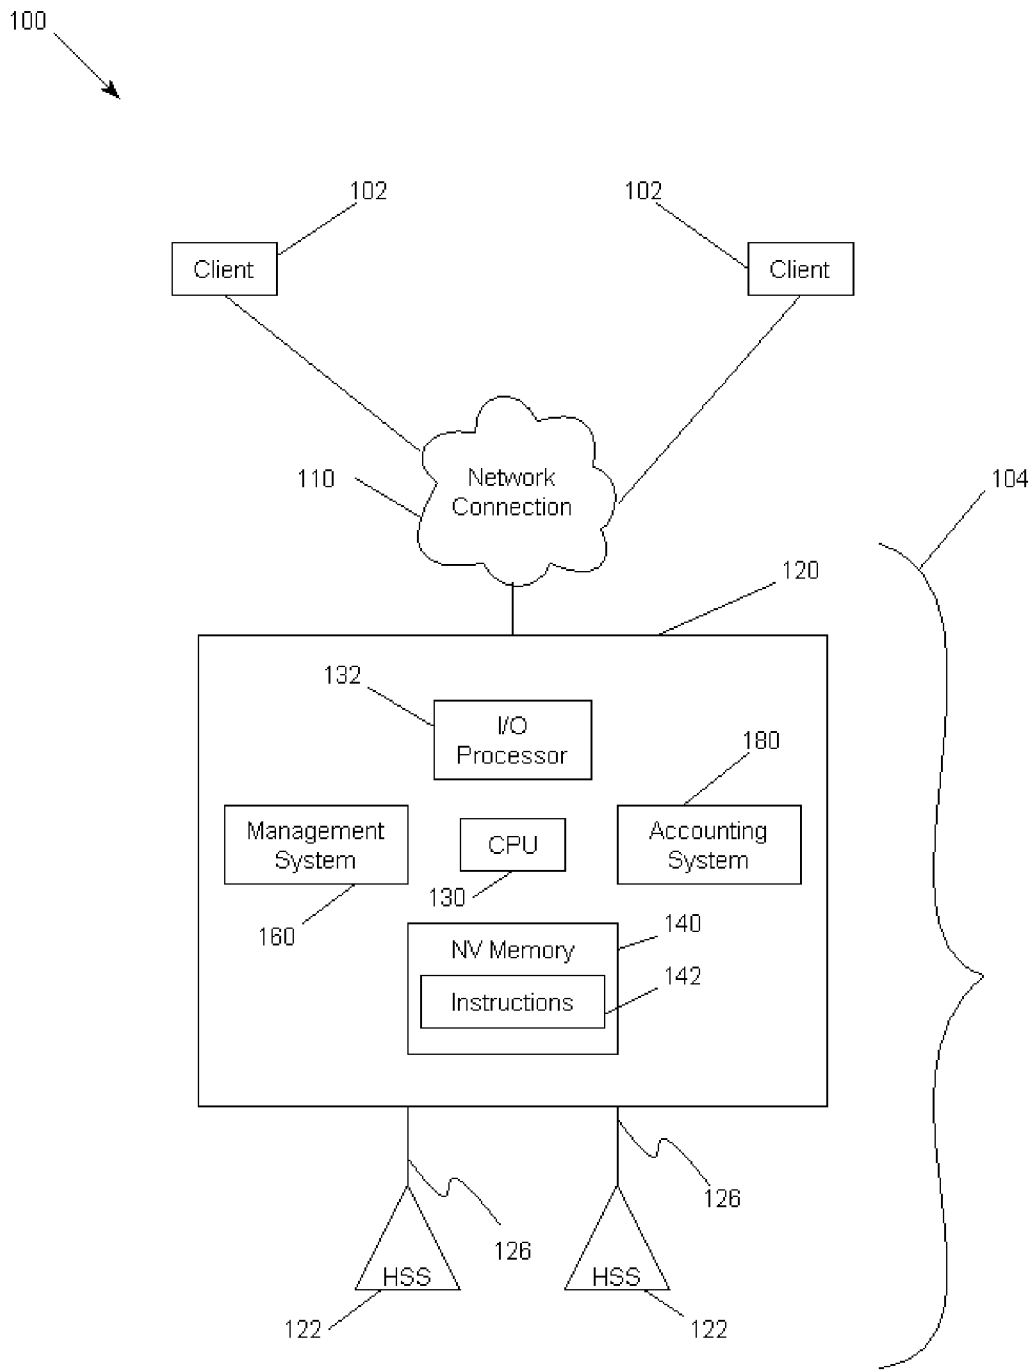 100
102
102
Client
Client
110
Network
Connection
104
120
132
I/O
Processor
180
Management
System
CPU
Accounting
System
160
130
NV Memory
140
Instructions
142
126
126
HSS
HSS
122
122